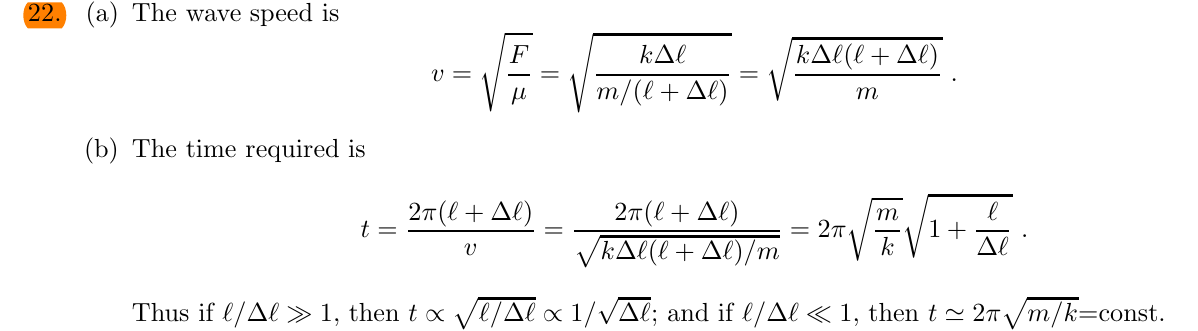 22. (a) The wave speed is
v = √(F/μ) = √(kΔℓ/(m/(ℓ + Δℓ))) = √(kΔℓ(ℓ + Δℓ)/m) .
(b) The time required is
t = 2π(ℓ + Δℓ)/v = 2π(ℓ + Δℓ)/√(kΔℓ(ℓ + Δℓ)/m) = 2π√(m/k)√(1 + ℓ/Δℓ) .
Thus if ℓ/Δℓ ≫ 1, then t ∝ √(ℓ/Δℓ) ∝ 1/√(Δℓ); and if ℓ/Δℓ ≪ 1, then t ≃ 2π√(m/k)=const.